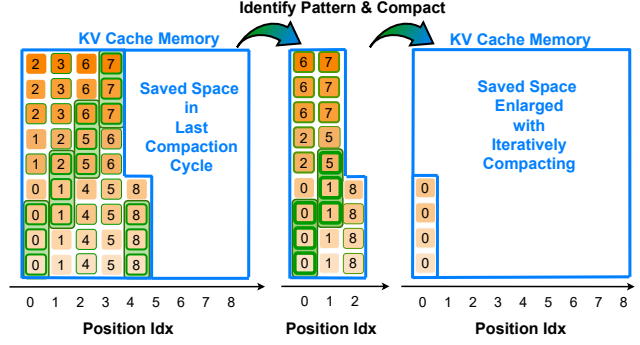 Identify Pattern & Compact
KV Cache Memory
KV Cache Memory
2 3 6 7
2 3 6 7
2 3 6 7
1 2 5 6
1 2 5 6
0 1 4 5 8
0 1 4 5 8
0 1 4 5 8
0 1 4 5 8
Saved Space
in
Last
Compaction
Cycle
0 1 2 3 4 5 6 7 8
Position Idx
6 7
6 7
6 7
2 5
2 5
0 1 8
0 1 8
0 1 8
0 1 8
0 1 2
Position Idx
Saved Space
Enlarged
with
Iteratively
Compacting
0
0
0
0
0 1 2 3 4 5 6 7 8
Position Idx